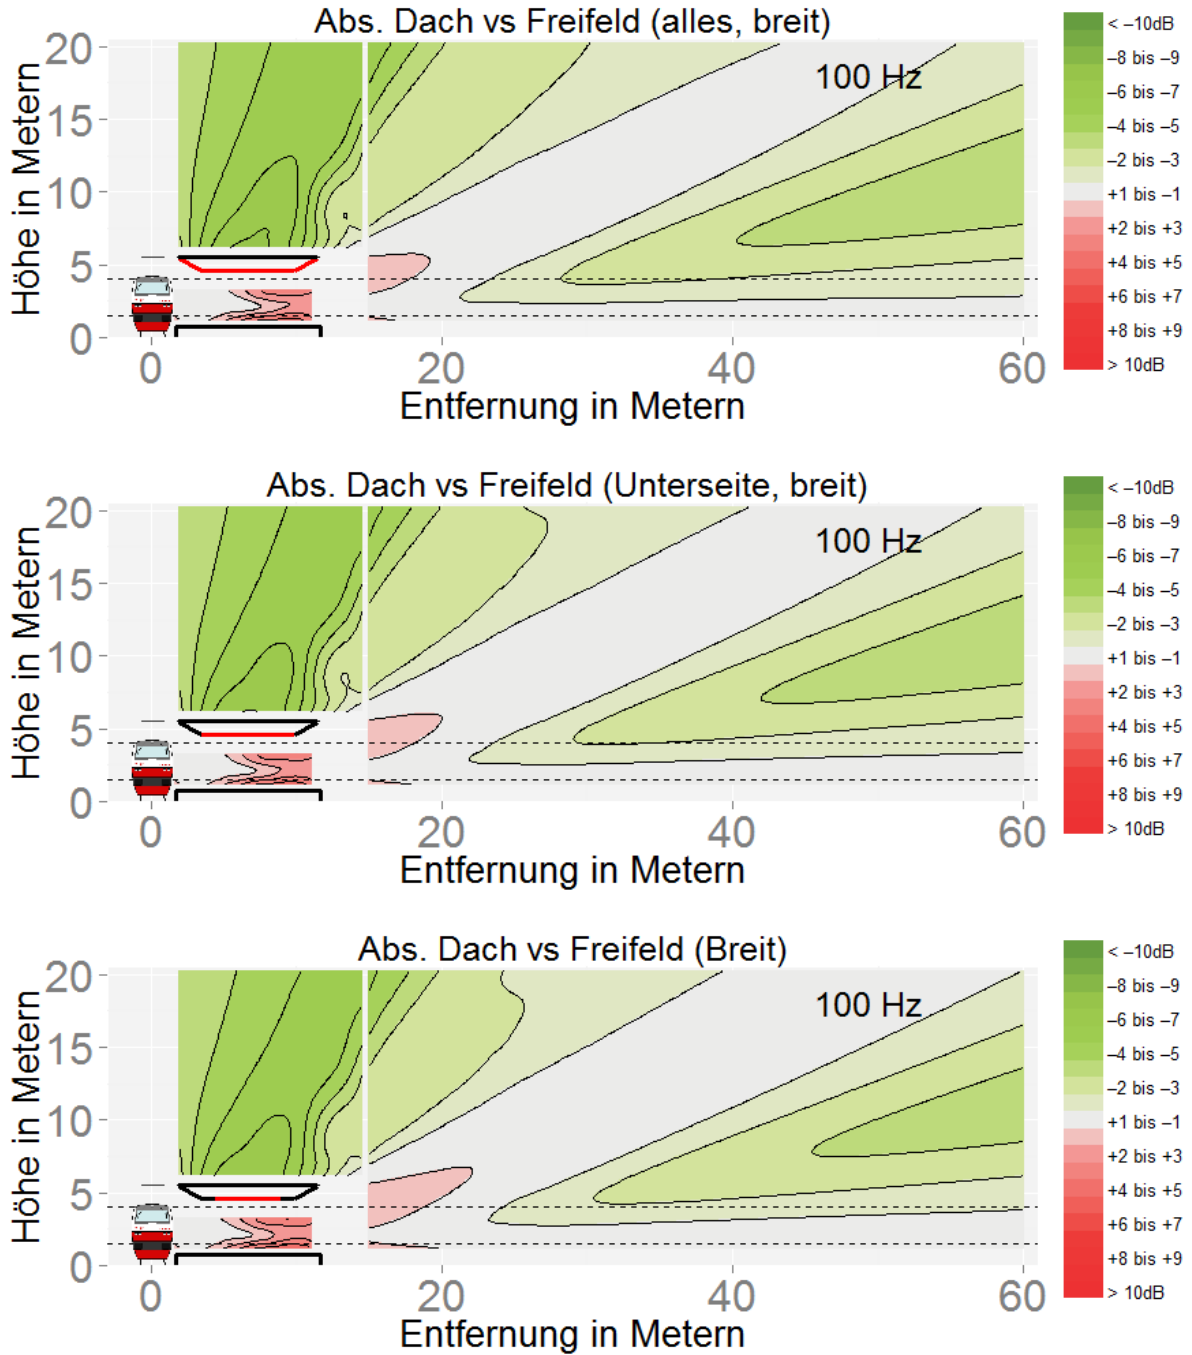 Abs. Dach vs Freifeld (alles, breit)
100 Hz
Höhe in Metern
20
15
10
5
0
0 20 40 60
Entfernung in Metern
< –10dB
–8 bis –9
–6 bis –7
–4 bis –5
–2 bis –3
+1 bis –1
+2 bis +3
+4 bis +5
+6 bis +7
+8 bis +9
> 10dB
Abs. Dach vs Freifeld (Unterseite, breit)
100 Hz
Höhe in Metern
20
15
10
5
0
0 20 40 60
Entfernung in Metern
< –10dB
–8 bis –9
–6 bis –7
–4 bis –5
–2 bis –3
+1 bis –1
+2 bis +3
+4 bis +5
+6 bis +7
+8 bis +9
> 10dB
Abs. Dach vs Freifeld (Breit)
100 Hz
Höhe in Metern
20
15
10
5
0
0 20 40 60
Entfernung in Metern
< –10dB
–8 bis –9
–6 bis –7
–4 bis –5
–2 bis –3
+1 bis –1
+2 bis +3
+4 bis +5
+6 bis +7
+8 bis +9
> 10dB